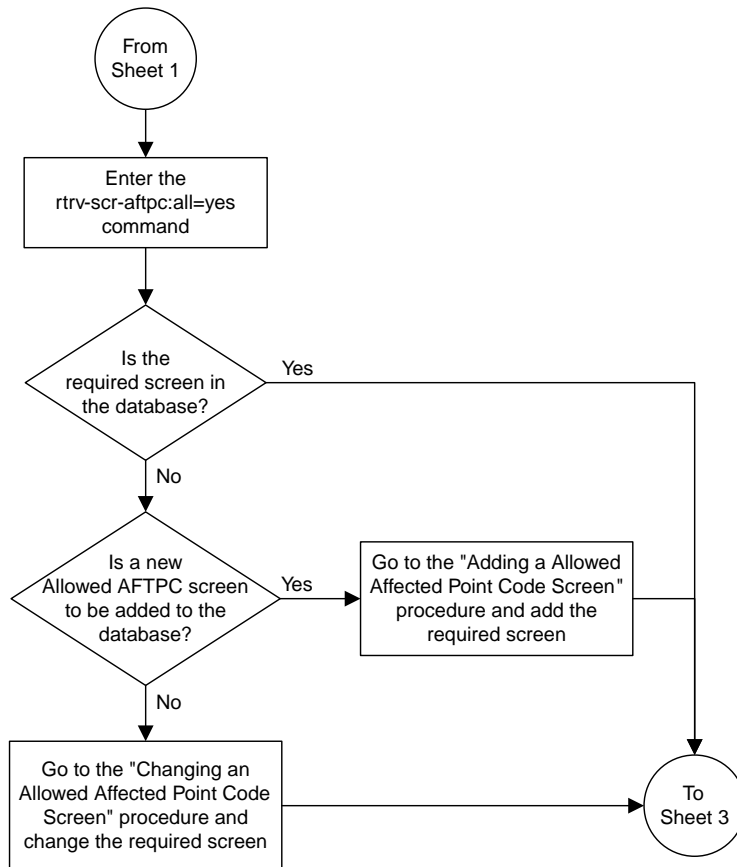 From
Sheet 1
Enter the
rtrv-scr-aftpc:all=yes
command
Is the
required screen in
the database?
Yes
No
Is a new
Allowed AFTPC screen
to be added to the
database?
Yes
Go to the "Adding a Allowed
Affected Point Code Screen"
procedure and add the
required screen
No
Go to the "Changing an
Allowed Affected Point Code
Screen" procedure and
change the required screen
To
Sheet 3